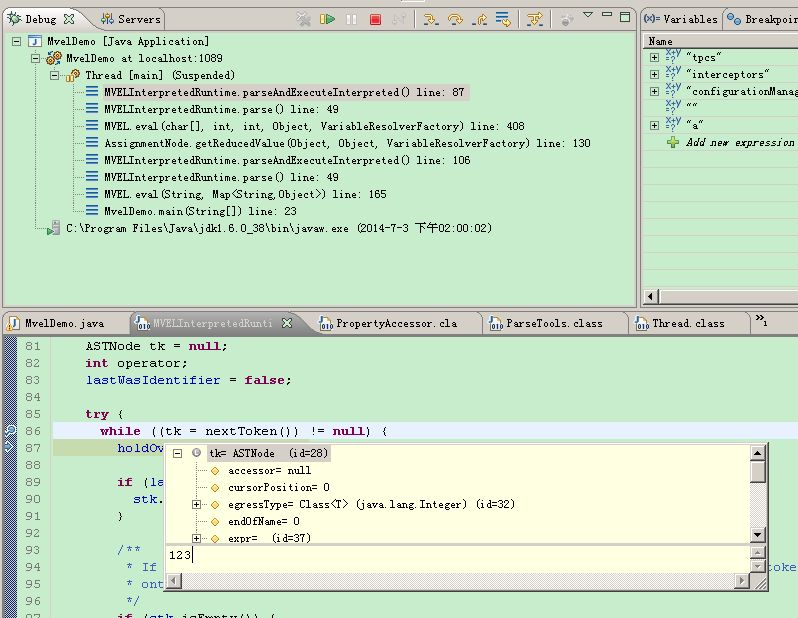 Debug Servers
MvelDemo [Java Application]
MvelDemo at localhost:1089
Thread [main] (Suspended)
MVELInterpretedRuntime.parseAndExecuteInterpreted() line: 87
MVELInterpretedRuntime.parse() line: 49
MVEL.eval(char[], int, int, Object, VariableResolverFactory) line: 408
AssignmentNode.getReducedValue(Object, Object, VariableResolverFactory) line: 130
MVELInterpretedRuntime.parseAndExecuteInterpreted() line: 106
MVELInterpretedRuntime.parse() line: 49
MVEL.eval(String, Map<String,Object>) line: 165
MvelDemo.main(String[]) line: 23
C:\Program Files\Java\jdk1.6.0_38\bin\javaw.exe (2014-7-3 下午02:00:02)
(x)= Variables Breakpoin
Name
"tpcs"
"interceptors"
"configurationManag
""
"a"
Add new expression
MvelDemo.java MVELInterpretedRunti PropertyAccessor.cla ParseTools.class Thread.class »1
81 ASTNode tk = null;
82 int operator;
83 lastWasIdentifier = false;
84
85 try {
86 while ((tk = nextToken()) != null) {
87 holdOv
88
89 if (la
90 stk.
91 }
92
93 /**
94 * If toke
95 * ont
96 */
97 if (stk.isEmpty()) {
tk= ASTNode (id=28)
accessor= null
cursorPosition= 0
egressType= Class<T> (java.lang.Integer) (id=32)
endOfName= 0
expr= (id=37)
123